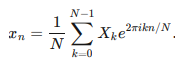 x_n = \frac{1}{N} \sum_{k=0}^{N-1} X_k e^{2\pi i k n / N}.